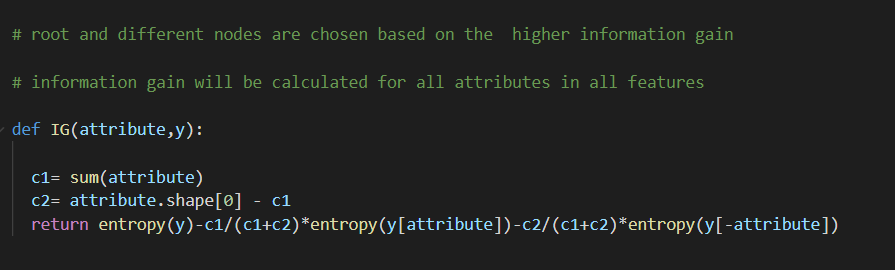 # root and different nodes are chosen based on the  higher information gain
# information gain will be calculated for all attributes in all features
def IG(attribute,y):
c1= sum(attribute)
c2= attribute.shape[0] - c1
return entropy(y)-c1/(c1+c2)*entropy(y[attribute])-c2/(c1+c2)*entropy(y[-attribute])